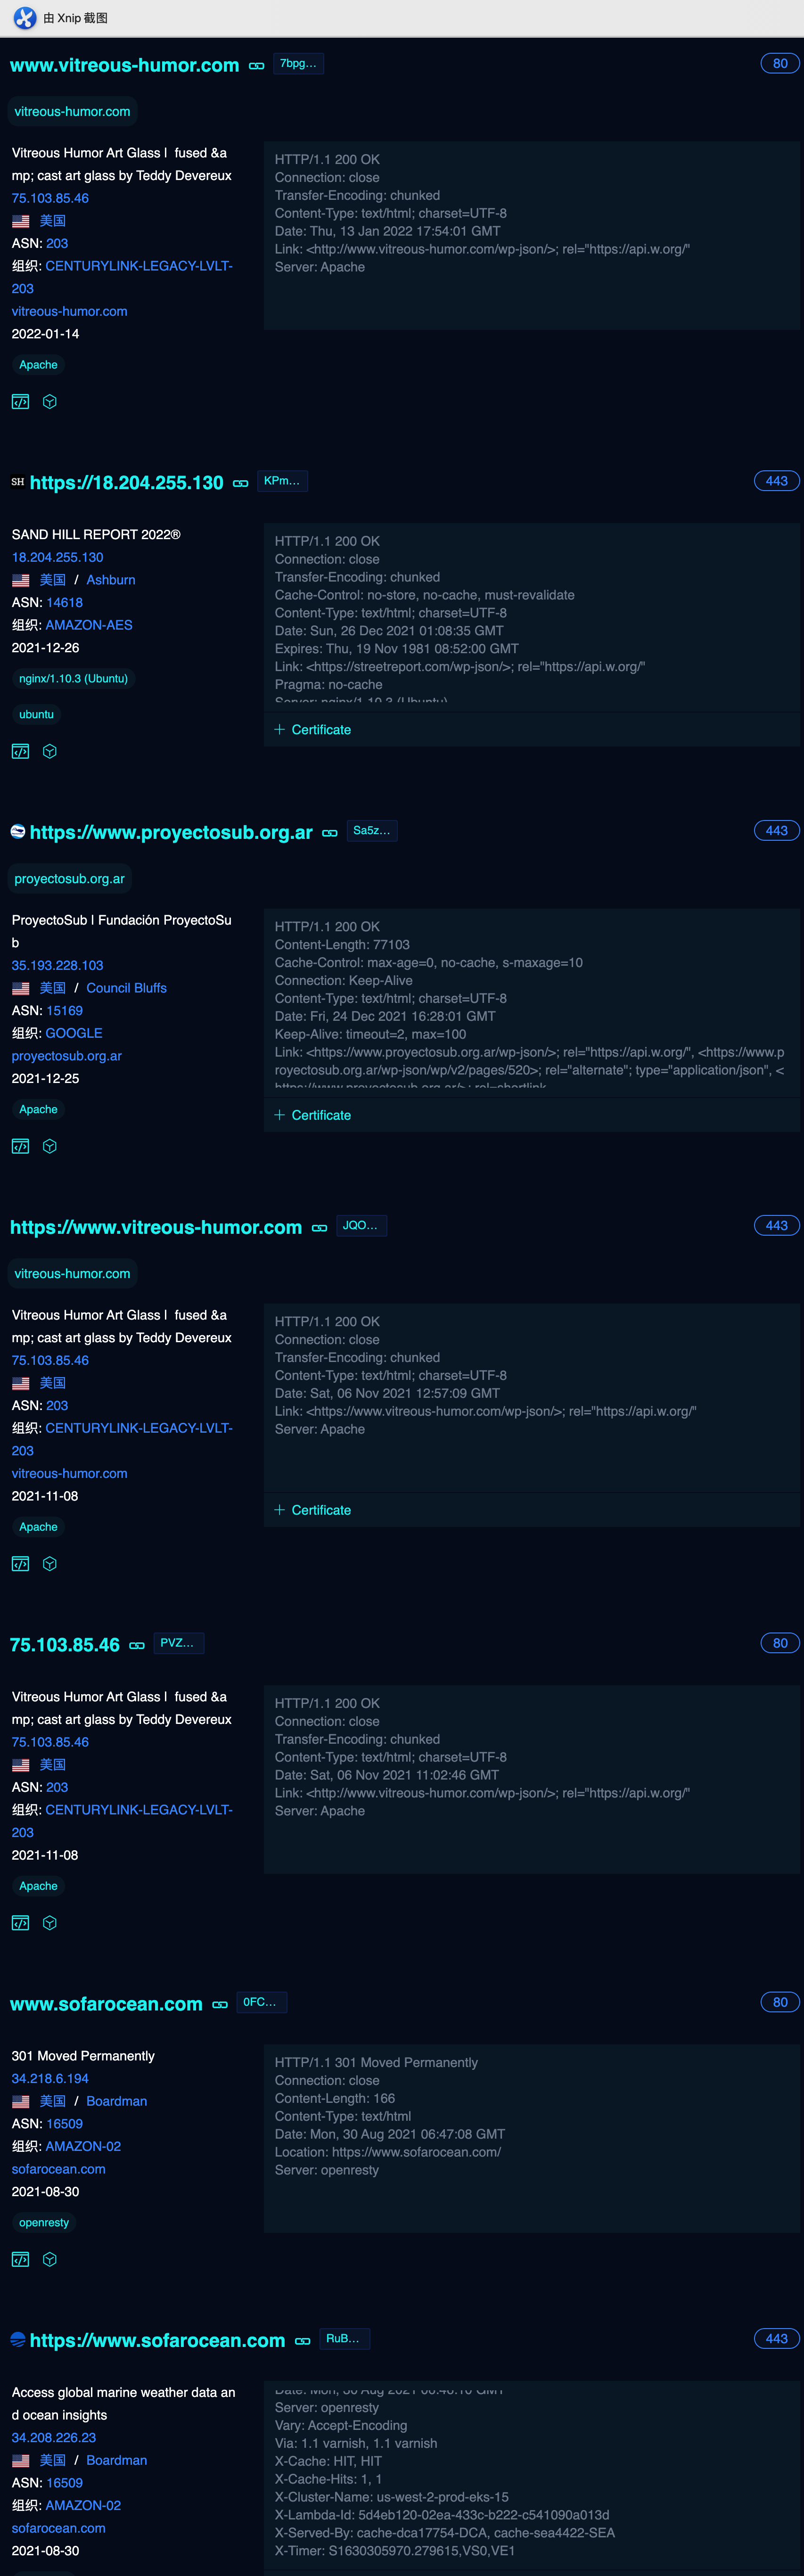 由 Xnip 截图
www.vitreous-humor.com 7bpg... 80
vitreous-humor.com
Vitreous Humor Art Glass | fused &a
mp; cast art glass by Teddy Devereux
75.103.85.46
美国
ASN: 203
组织: CENTURYLINK-LEGACY-LVLT-
203
vitreous-humor.com
2022-01-14
Apache
HTTP/1.1 200 OK
Connection: close
Transfer-Encoding: chunked
Content-Type: text/html; charset=UTF-8
Date: Thu, 13 Jan 2022 17:54:01 GMT
Link: <http://www.vitreous-humor.com/wp-json/>; rel="https://api.w.org/"
Server: Apache
SH https://18.204.255.130 KPm... 443
SAND HILL REPORT 2022®
18.204.255.130
美国 / Ashburn
ASN: 14618
组织: AMAZON-AES
2021-12-26
nginx/1.10.3 (Ubuntu)
ubuntu
HTTP/1.1 200 OK
Connection: close
Transfer-Encoding: chunked
Cache-Control: no-store, no-cache, must-revalidate
Content-Type: text/html; charset=UTF-8
Date: Sun, 26 Dec 2021 01:08:35 GMT
Expires: Thu, 19 Nov 1981 08:52:00 GMT
Link: <https://streetreport.com/wp-json/>; rel="https://api.w.org/"
Pragma: no-cache
Server: nginx/1.10.3 (Ubuntu)
Certificate
https://www.proyectosub.org.ar Sa5z... 443
proyectosub.org.ar
ProyectoSub | Fundación ProyectoSu
b
35.193.228.103
美国 / Council Bluffs
ASN: 15169
组织: GOOGLE
proyectosub.org.ar
2021-12-25
Apache
HTTP/1.1 200 OK
Content-Length: 77103
Cache-Control: max-age=0, no-cache, s-maxage=10
Connection: Keep-Alive
Content-Type: text/html; charset=UTF-8
Date: Fri, 24 Dec 2021 16:28:01 GMT
Keep-Alive: timeout=2, max=100
Link: <https://www.proyectosub.org.ar/wp-json/>; rel="https://api.w.org/", <https://www.p
royectosub.org.ar/wp-json/wp/v2/pages/520>; rel="alternate"; type="application/json", <
https://www.proyectosub.org.ar/>; rel=shortlink
Certificate
https://www.vitreous-humor.com JQO... 443
vitreous-humor.com
Vitreous Humor Art Glass | fused &a
mp; cast art glass by Teddy Devereux
75.103.85.46
美国
ASN: 203
组织: CENTURYLINK-LEGACY-LVLT-
203
vitreous-humor.com
2021-11-08
Apache
HTTP/1.1 200 OK
Connection: close
Transfer-Encoding: chunked
Content-Type: text/html; charset=UTF-8
Date: Sat, 06 Nov 2021 12:57:09 GMT
Link: <https://www.vitreous-humor.com/wp-json/>; rel="https://api.w.org/"
Server: Apache
Certificate
75.103.85.46 PVZ... 80
Vitreous Humor Art Glass | fused &a
mp; cast art glass by Teddy Devereux
75.103.85.46
美国
ASN: 203
组织: CENTURYLINK-LEGACY-LVLT-
203
2021-11-08
Apache
HTTP/1.1 200 OK
Connection: close
Transfer-Encoding: chunked
Content-Type: text/html; charset=UTF-8
Date: Sat, 06 Nov 2021 11:02:46 GMT
Link: <http://www.vitreous-humor.com/wp-json/>; rel="https://api.w.org/"
Server: Apache
www.sofarocean.com 0FC... 80
301 Moved Permanently
34.218.6.194
美国 / Boardman
ASN: 16509
组织: AMAZON-02
sofarocean.com
2021-08-30
openresty
HTTP/1.1 301 Moved Permanently
Connection: close
Content-Length: 166
Content-Type: text/html
Date: Mon, 30 Aug 2021 06:47:08 GMT
Location: https://www.sofarocean.com/
Server: openresty
https://www.sofarocean.com RuB... 443
Access global marine weather data an
d ocean insights
34.208.226.23
美国 / Boardman
ASN: 16509
组织: AMAZON-02
sofarocean.com
2021-08-30
Date: Mon, 30 Aug 2021 06:46:10 GMT
Server: openresty
Vary: Accept-Encoding
Via: 1.1 varnish, 1.1 varnish
X-Cache: HIT, HIT
X-Cache-Hits: 1, 1
X-Cluster-Name: us-west-2-prod-eks-15
X-Lambda-Id: 5d4eb120-02ea-433c-b222-c541090a013d
X-Served-By: cache-dca17754-DCA, cache-sea4422-SEA
X-Timer: S1630305970.279615,VS0,VE1